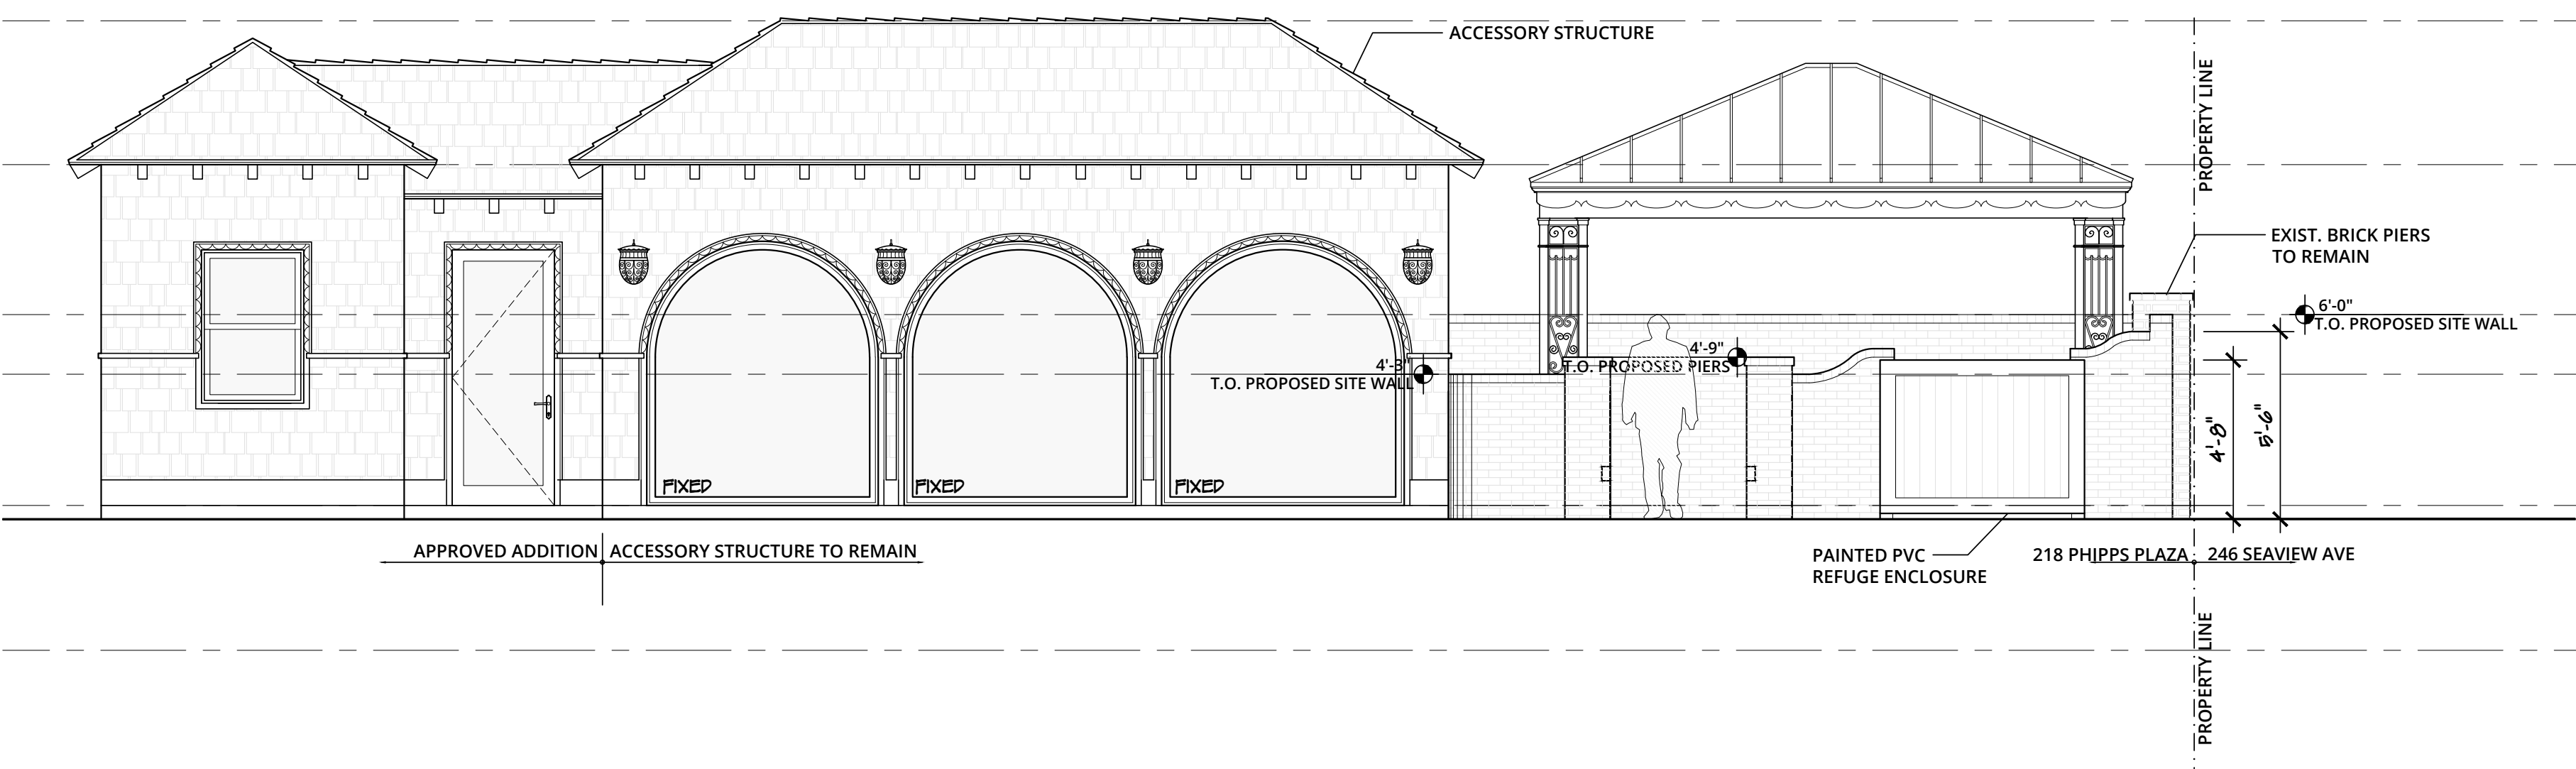 ACCESSORY STRUCTURE
PROPERTY LINE
EXIST. BRICK PIERS
TO REMAIN
6'-0"
T.O. PROPOSED SITE WALL
4'-9"
T.O. PROPOSED PIERS
4'-3"
T.O. PROPOSED SITE WALL
4'-8"
5'-6"
FIXED
FIXED
FIXED
APPROVED ADDITION
ACCESSORY STRUCTURE TO REMAIN
PAINTED PVC
REFUGE ENCLOSURE
218 PHIPPS PLAZA
246 SEAVIEW AVE
PROPERTY LINE